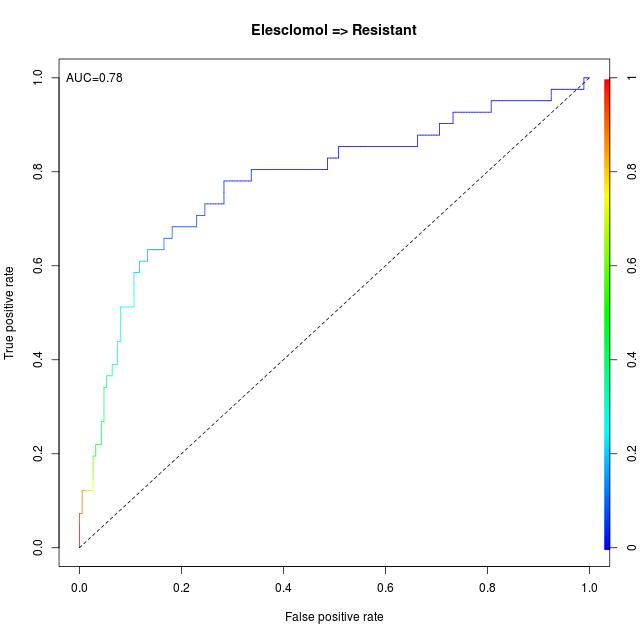 Elesclomol => Resistant
AUC=0.78
True positive rate
1.0
0.8
0.6
0.4
0.2
0.0
1
0.8
0.6
0.4
0.2
0
0.0 0.2 0.4 0.6 0.8 1.0
False positive rate